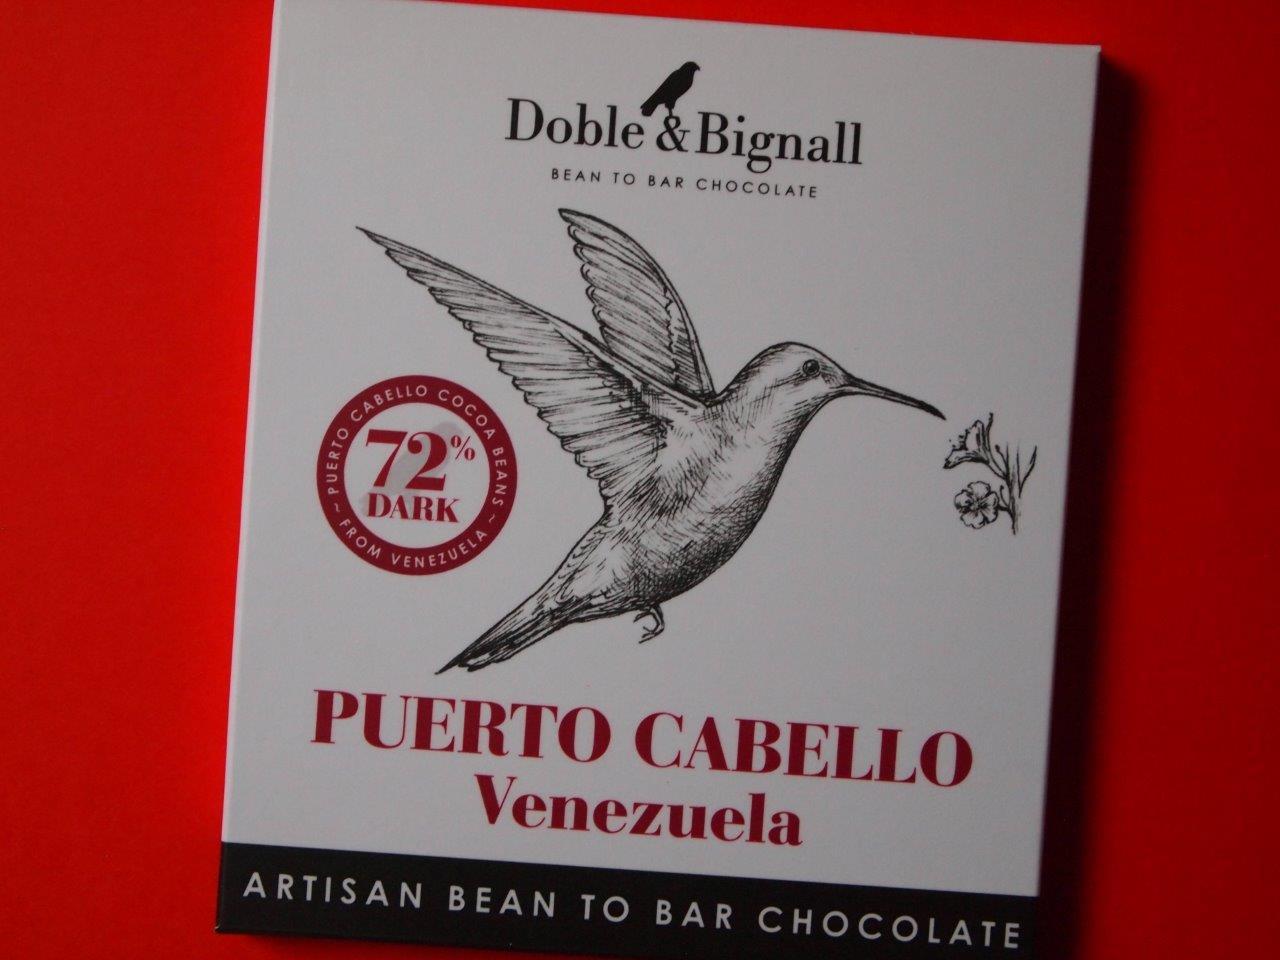 Doble & Bignall
BEAN TO BAR CHOCOLATE
~ PUERTO CABELLO COCOA BEANS ~
72%
DARK
FROM VENEZUELA
PUERTO CABELLO
Venezuela
ARTISAN BEAN TO BAR CHOCOLATE